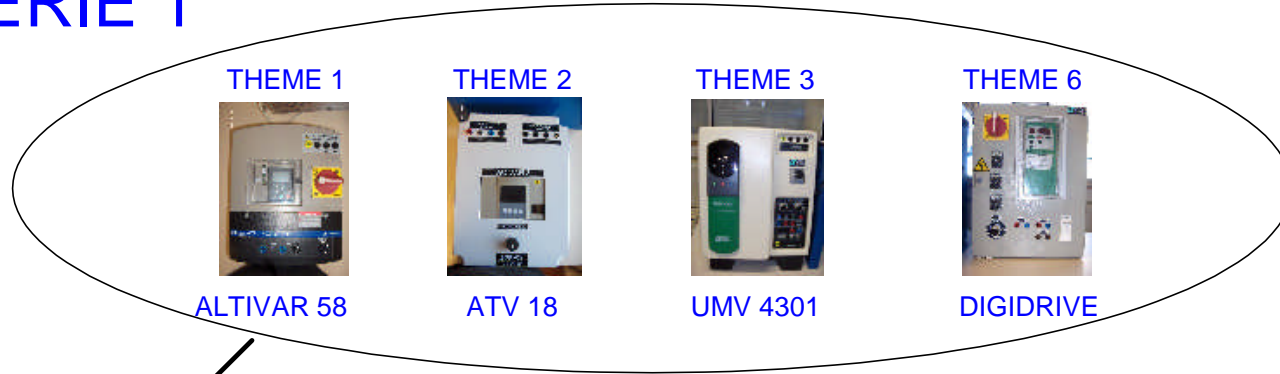 ERIE 1
THEME 1 THEME 2 THEME 3 THEME 6
ALTIVAR 58 ATV 18 UMV 4301 DIGIDRIVE